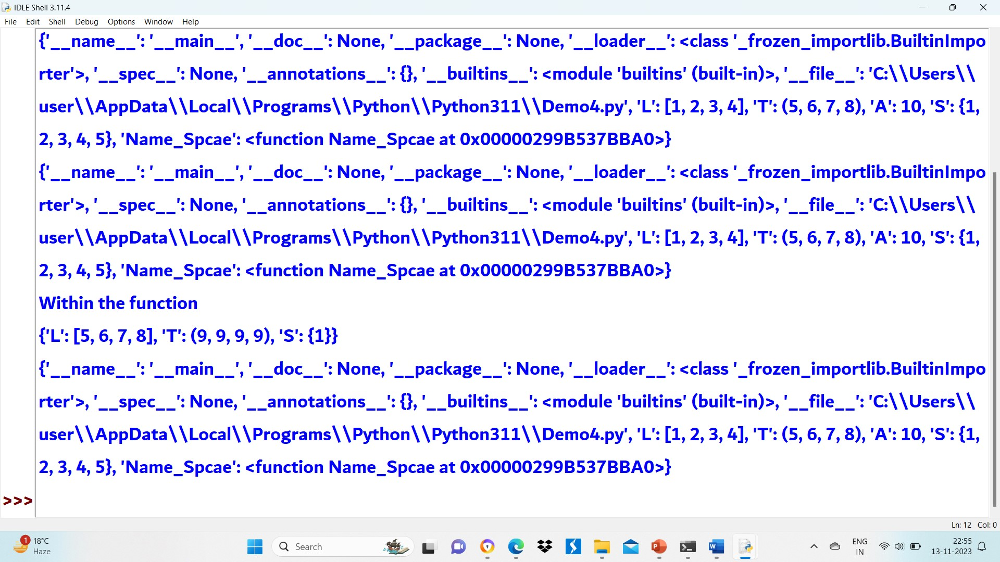 IDLE Shell 3.11.4
File Edit Shell Debug Options Window Help
{'__name__': '__main__', '__doc__': None, '__package__': None, '__loader__': <class '_frozen_importlib.BuiltinImpo
rter'>, '__spec__': None, '__annotations__': {}, '__builtins__': <module 'builtins' (built-in)>, '__file__': 'C:\\Users\\
user\\AppData\\Local\\Programs\\Python\\Python311\\Demo4.py', 'L': [1, 2, 3, 4], 'T': (5, 6, 7, 8), 'A': 10, 'S': {1,
2, 3, 4, 5}, 'Name_Spcae': <function Name_Spcae at 0x00000299B537BBA0>}
{'__name__': '__main__', '__doc__': None, '__package__': None, '__loader__': <class '_frozen_importlib.BuiltinImpo
rter'>, '__spec__': None, '__annotations__': {}, '__builtins__': <module 'builtins' (built-in)>, '__file__': 'C:\\Users\\
user\\AppData\\Local\\Programs\\Python\\Python311\\Demo4.py', 'L': [1, 2, 3, 4], 'T': (5, 6, 7, 8), 'A': 10, 'S': {1,
2, 3, 4, 5}, 'Name_Spcae': <function Name_Spcae at 0x00000299B537BBA0>}
Within the function
{'L': [5, 6, 7, 8], 'T': (9, 9, 9, 9), 'S': {1}}
{'__name__': '__main__', '__doc__': None, '__package__': None, '__loader__': <class '_frozen_importlib.BuiltinImpo
rter'>, '__spec__': None, '__annotations__': {}, '__builtins__': <module 'builtins' (built-in)>, '__file__': 'C:\\Users\\
user\\AppData\\Local\\Programs\\Python\\Python311\\Demo4.py', 'L': [1, 2, 3, 4], 'T': (5, 6, 7, 8), 'A': 10, 'S': {1,
2, 3, 4, 5}, 'Name_Spcae': <function Name_Spcae at 0x00000299B537BBA0>}
>>>
Ln: 12 Col: 0
1 18°C
Haze
Search
P
W
ENG
IN
22:55
13-11-2023